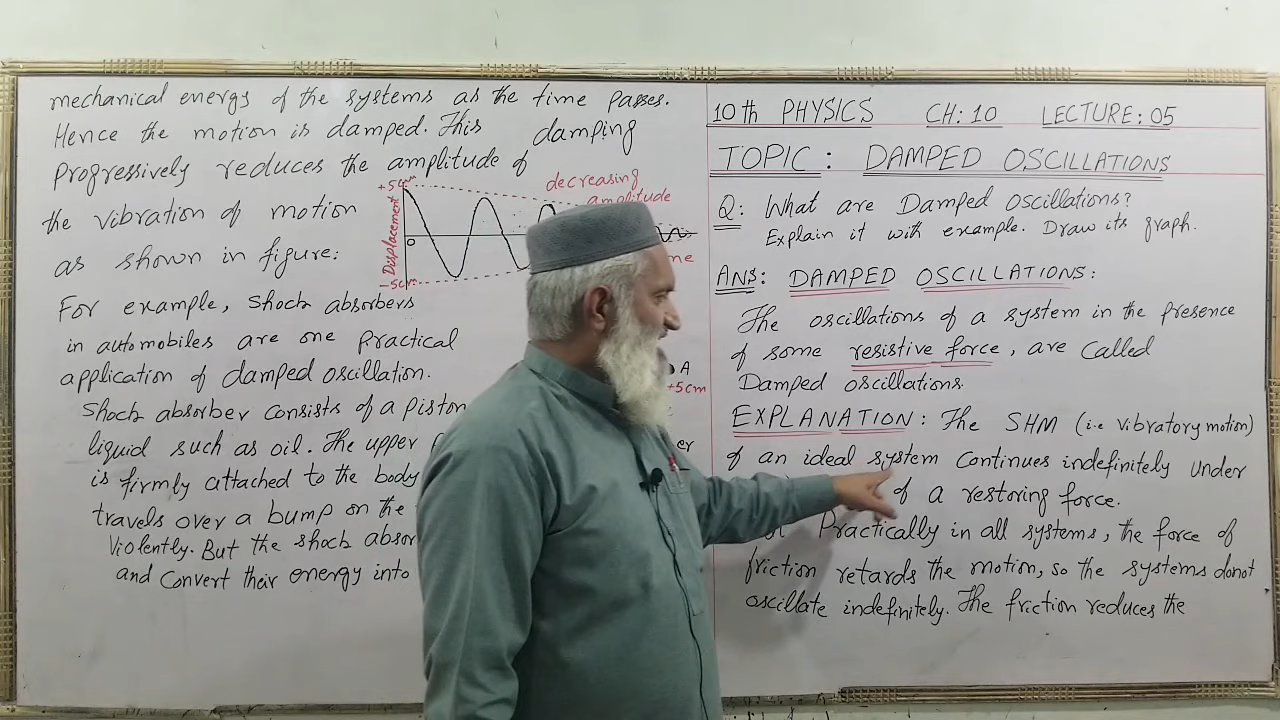 mechanical energy of the systems as the time passes.
Hence the motion is damped. This damping
Progressively reduces the amplitude of
the vibration of motion
as shown in figure:
+5cm
Displacement
-5cm
o
decreasing
amplitude
For example, Shock absorbers
in automobiles are one practical
application of damped oscillation.
Shock absorber consists of a piston
liquid such as oil. The upper
is firmly attached to the body
travels over a bump on the
Violently. But the shock absor
and Convert their energy into
A
+5cm
10th PHYSICS CH: 10 LECTURE: 05
TOPIC: DAMPED OSCILLATIONS
Q: What are Damped Oscillations?
Explain it with example. Draw its graph.
ANS: DAMPED OSCILLATIONS:
The oscillations of a system in the presence
of some resistive force, are called
Damped oscillations.
EXPLANATION: The SHM (i.e vibratory motion)
of an ideal system Continues indefinitely under
of a restoring force.
Practically in all systems, the force of
friction retards the motion, so the systems donot
oscillate indefinitely. The friction reduces the